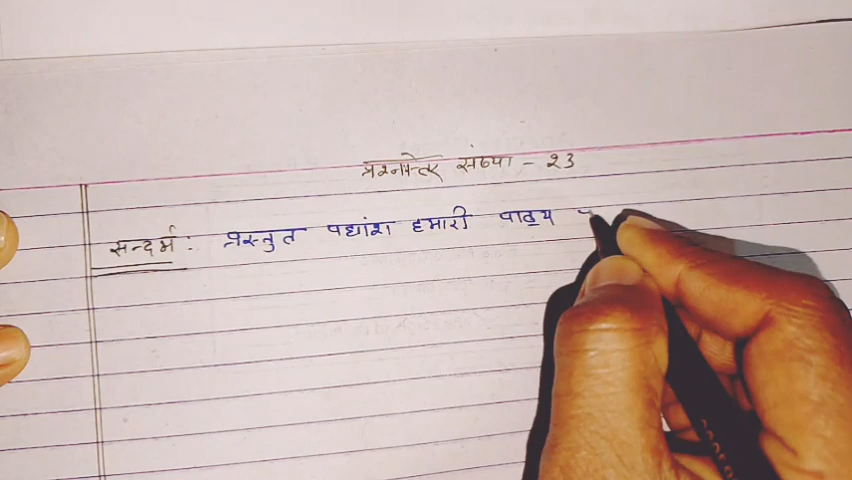 प्रश्नोत्तर संख्या - 23
सन्दर्भ : प्रस्तुत पद्यांश हमारी पाठ्य